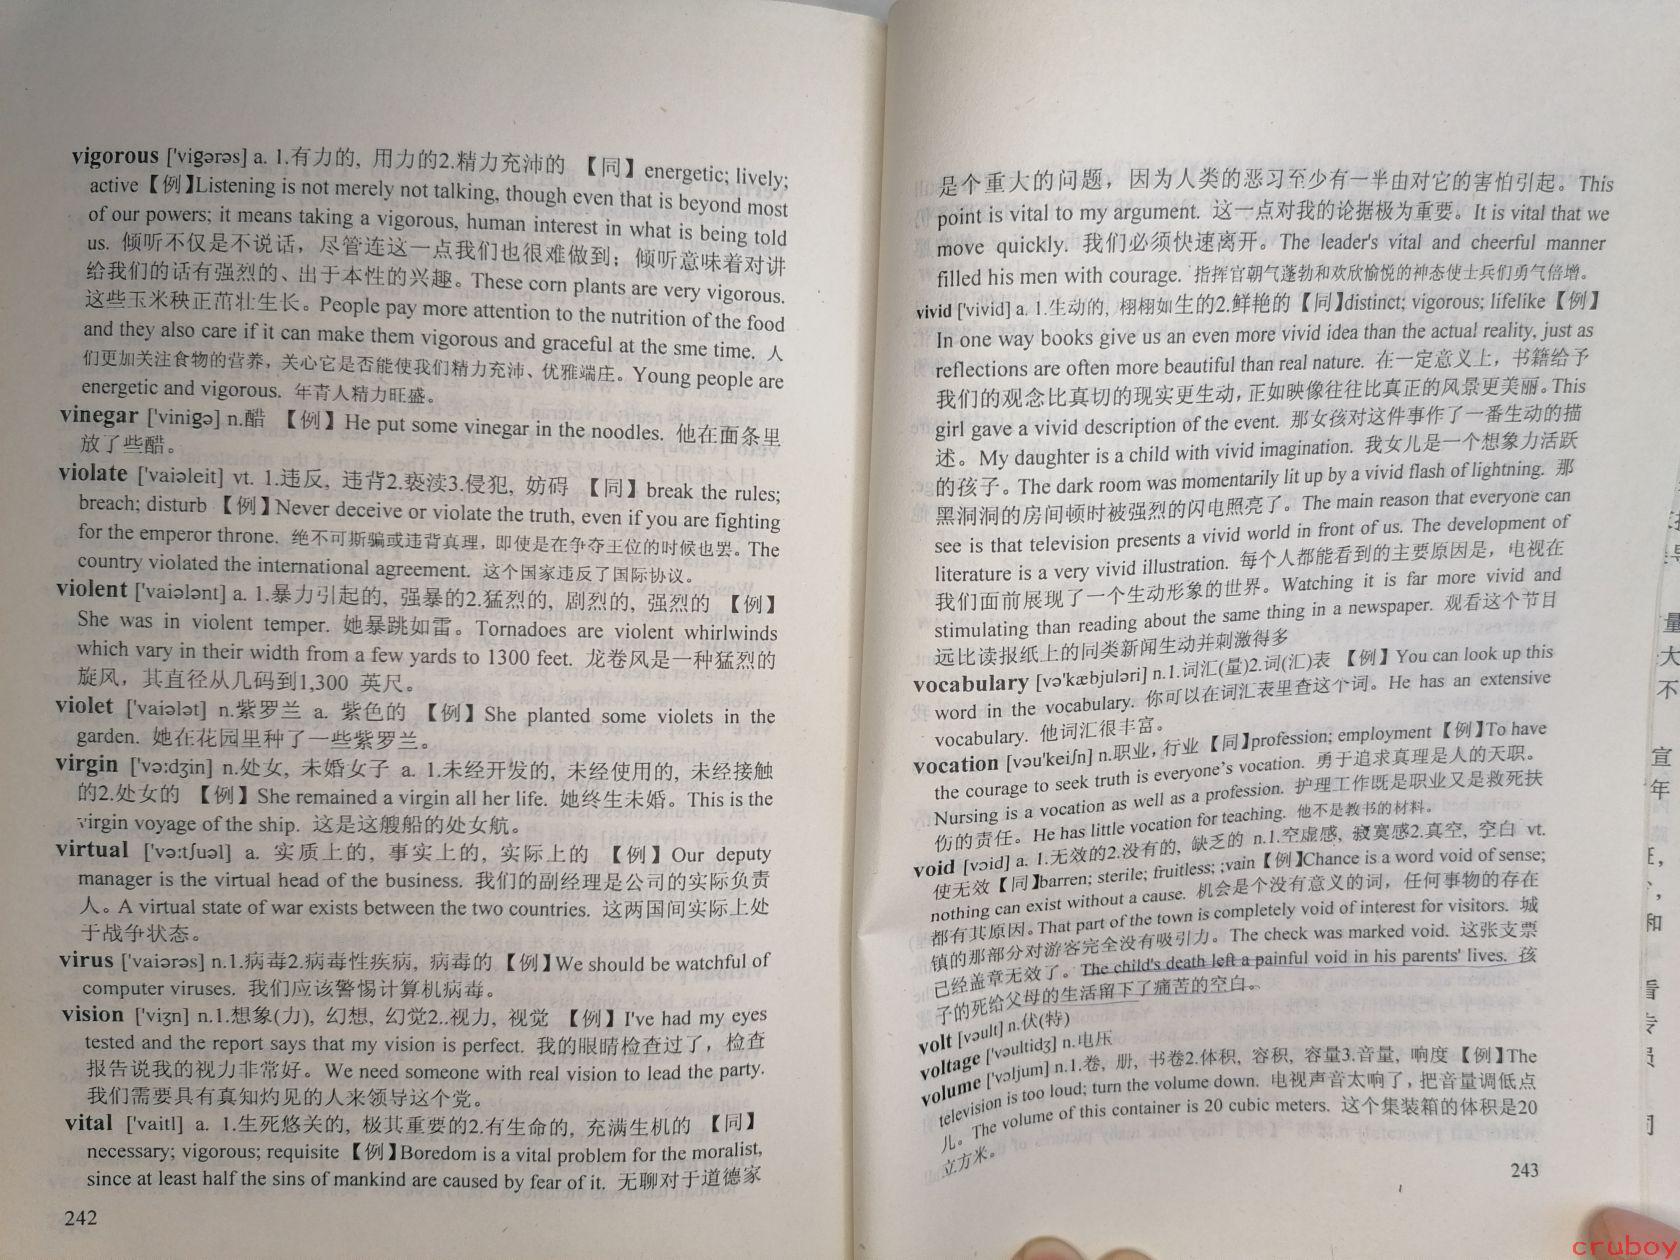 vigorous ['vigərəs] a. 1.有力的, 用力的2.精力充沛的 【同】energetic; lively;
active【例】Listening is not merely not talking, though even that is beyond most
of our powers; it means taking a vigorous, human interest in what is being told
us. 倾听不仅是不说话，尽管连这一点我们也很难做到；倾听意味着对讲
给我们的话有强烈的、出于本性的兴趣。These corn plants are very vigorous.
这些玉米秧正茁壮生长。People pay more attention to the nutrition of the food
and they also care if it can make them vigorous and graceful at the sme time. 人
们更加关注食物的营养，关心它是否能使我们精力充沛、优雅端庄。Young people are
energetic and vigorous. 年青人精力旺盛。
vinegar ['vinigə] n.醋 【例】He put some vinegar in the noodles. 他在面条里
放了些醋。
violate ['vaiəleit] vt. 1.违反, 违背2.亵渎3.侵犯, 妨碍 【同】break the rules;
breach; disturb 【例】Never deceive or violate the truth, even if you are fighting
for the emperor throne. 绝不可斯骗或违背真理，即使是在争夺王位的时候也罢。The
country violated the international agreement. 这个国家违反了国际协议。
violent ['vaiələnt] a. 1.暴力引起的, 强暴的2.猛烈的, 剧烈的, 强烈的 【例】
She was in violent temper. 她暴跳如雷。Tornadoes are violent whirlwinds
which vary in their width from a few yards to 1300 feet. 龙卷风是一种猛烈的
旋风，其直径从几码到1,300 英尺。
violet ['vaiələt] n.紫罗兰 a. 紫色的 【例】She planted some violets in the
garden. 她在花园里种了一些紫罗兰。
virgin ['və:dʒin] n.处女, 未婚女子 a. 1.未经开发的, 未经使用的, 未经接触
的2.处女的 【例】She remained a virgin all her life. 她终生未婚。This is the
virgin voyage of the ship. 这是这艘船的处女航。
virtual ['və:tʃuəl] a. 实质上的, 事实上的, 实际上的 【例】Our deputy
manager is the virtual head of the business. 我们的副经理是公司的实际负责
人。A virtual state of war exists between the two countries. 这两国间实际上处
于战争状态。
virus ['vaiərəs] n.1.病毒2.病毒性疾病, 病毒的【例】We should be watchful of
computer viruses. 我们应该警惕计算机病毒。
vision ['viʒn] n.1.想象(力), 幻想, 幻觉2..视力, 视觉 【例】I've had my eyes
tested and the report says that my vision is perfect. 我的眼睛检查过了，检查
报告说我的视力非常好。We need someone with real vision to lead the party.
我们需要具有真知灼见的人来领导这个党。
vital ['vaitl] a. 1.生死悠关的, 极其重要的2.有生命的, 充满生机的 【同】
necessary; vigorous; requisite【例】Boredom is a vital problem for the moralist,
since at least half the sins of mankind are caused by fear of it. 无聊对于道德家
242
是个重大的问题，因为人类的恶习至少有一半由对它的害怕引起。This
point is vital to my argument. 这一点对我的论据极为重要。It is vital that we
move quickly. 我们必须快速离开。The leader's vital and cheerful manner
filled his men with courage. 指挥官朝气蓬勃和欢欣愉悦的神态使士兵们勇气倍增。
vivid ['vivid] a. 1.生动的, 栩栩如生的2.鲜艳的【同】distinct; vigorous; lifelike【例】
In one way books give us an even more vivid idea than the actual reality, just as
reflections are often more beautiful than real nature. 在一定意义上，书籍给予
我们的观念比真切的现实更生动，正如映像往往比真正的风景更美丽。This
girl gave a vivid description of the event. 那女孩对这件事作了一番生动的描
述。My daughter is a child with vivid imagination. 我女儿是一个想象力活跃
的孩子。The dark room was momentarily lit up by a vivid flash of lightning. 那
黑洞洞的房间顿时被强烈的闪电照亮了。The main reason that everyone can
see is that television presents a vivid world in front of us. The development of
literature is a very vivid illustration. 每个人都能看到的主要原因是，电视在
我们面前展现了一个生动形象的世界。Watching it is far more vivid and
stimulating than reading about the same thing in a newspaper. 观看这个节目
远比读报纸上的同类新闻生动并刺激得多
vocabulary [və'kæbjuləri] n.1.词汇(量)2.词(汇)表 【例】You can look up this
word in the vocabulary. 你可以在词汇表里查这个词。He has an extensive
vocabulary. 他词汇很丰富。
vocation [vəu'keiʃn] n.职业，行业 【同】profession; employment【例】To have
the courage to seek truth is everyone's vocation. 勇于追求真理是人的天职。
Nursing is a vocation as well as a profession. 护理工作既是职业又是救死扶
伤的责任。He has little vocation for teaching. 他不是教书的材料。
void [vɔid] a. 1.无效的2.没有的, 缺乏的 n.1.空虚感, 寂寞感2.真空, 空白 vt.
使无效【同】barren; sterile; fruitless; ;vain【例】Chance is a word void of sense;
nothing can exist without a cause. 机会是个没有意义的词，任何事物的存在
都有其原因。That part of the town is completely void of interest for visitors. 城
镇的那部分对游客完全没有吸引力。The check was marked void. 这张支票
己经盖章无效了。The child's death left a painful void in his parents' lives. 孩
子的死给父母的生活留下了痛苦的空白。
volt [vəult] n.伏(特)
voltage ['vəultidʒ] n.电压
volume ['vɔljum] n.1.卷, 册, 书卷2.体积, 容积, 容量3.音量, 响度 【例】The
television is too loud; turn the volume down. 电视声音太响了，把音量调低点
儿。The volume of this container is 20 cubic meters. 这个集装箱的体积是20
立方米。
243
量
大
不
宣
年
和
cruboy